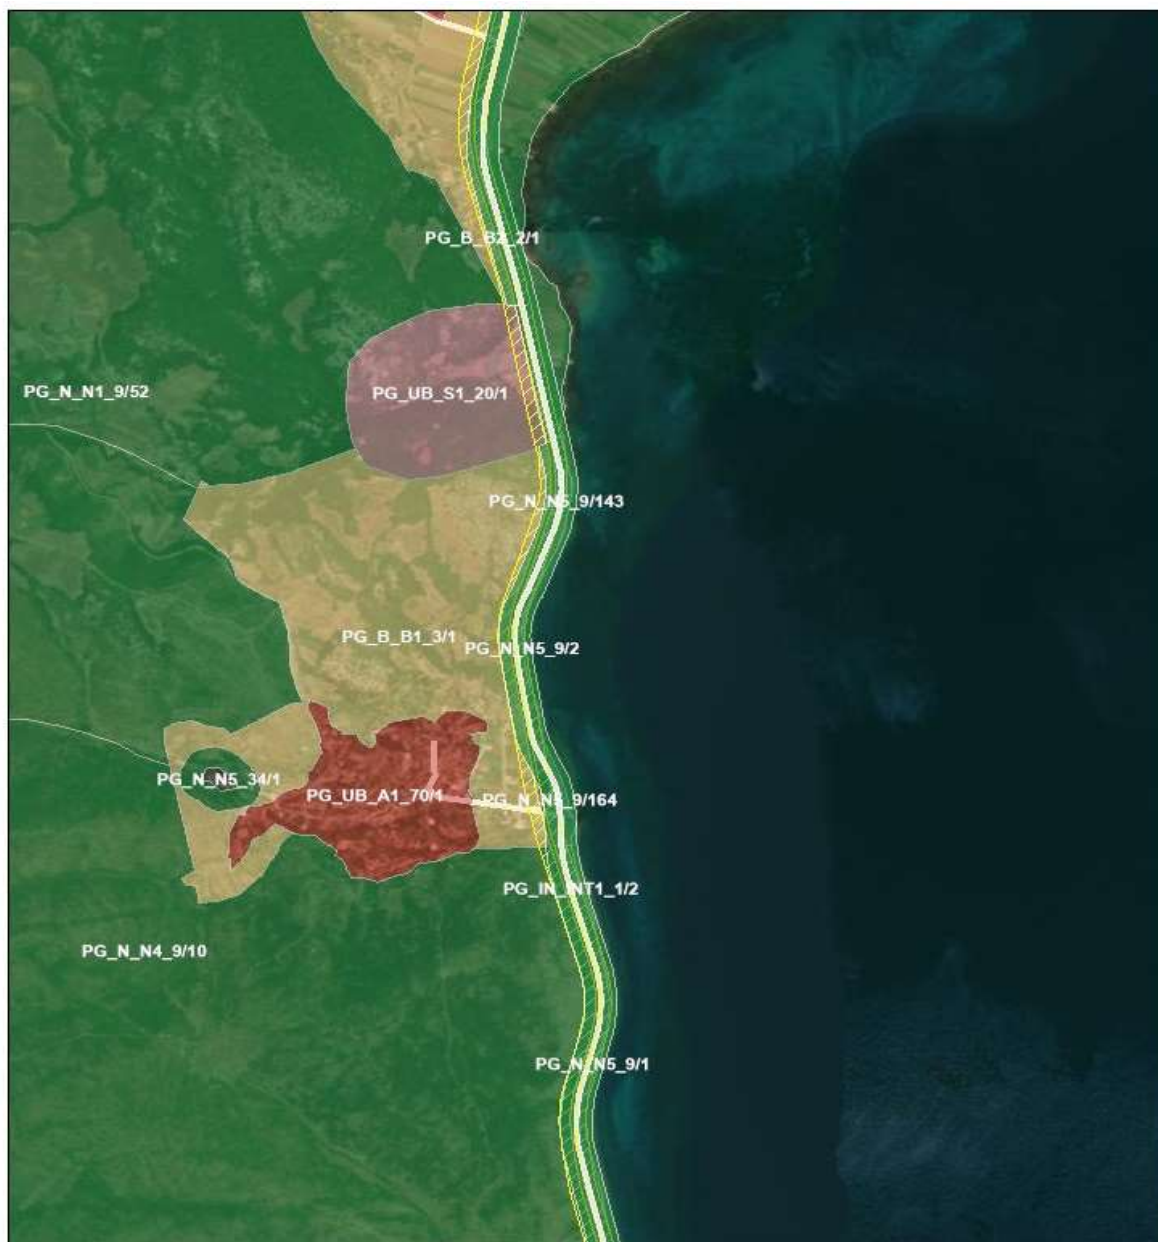 PG_B_B2_2/1
PG_N_N1_9/52
PG_UB_S1_20/1
PG_N_N5_9/143
PG_B_B1_3/1
PG_N_N5_9/2
PG_N_N5_34/1
PG_UB_A1_70/1
PG_N_N5_9/164
PG_IN_INT1_1/2
PG_N_N4_9/10
PG_N_N5_9/1